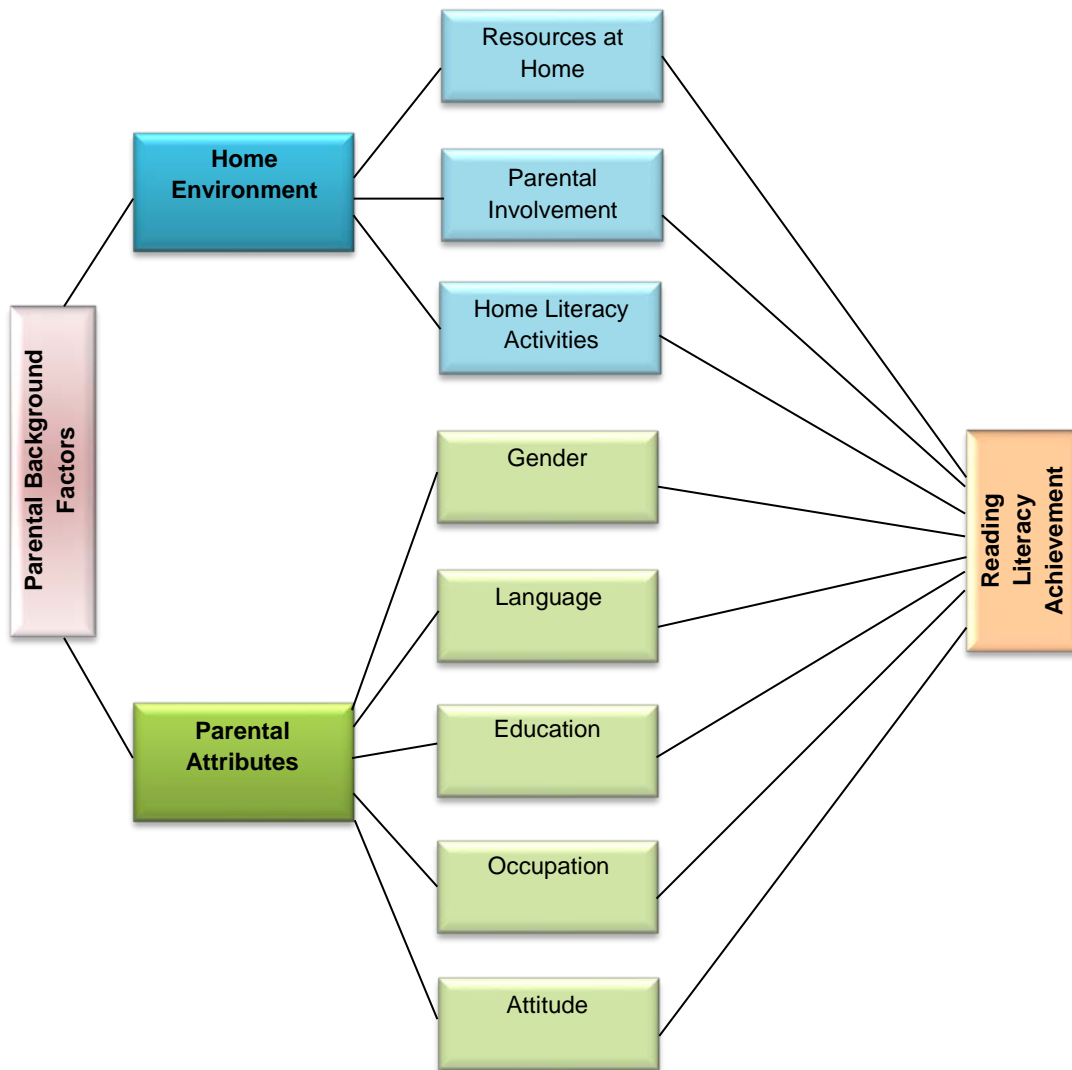 Resources at
Home
Home
Environment
Parental
Involvement
Home Literacy
Activities
Parental Background
Factors
Gender
Reading
Literacy
Achievement
Language
Parental
Attributes
Education
Occupation
Attitude